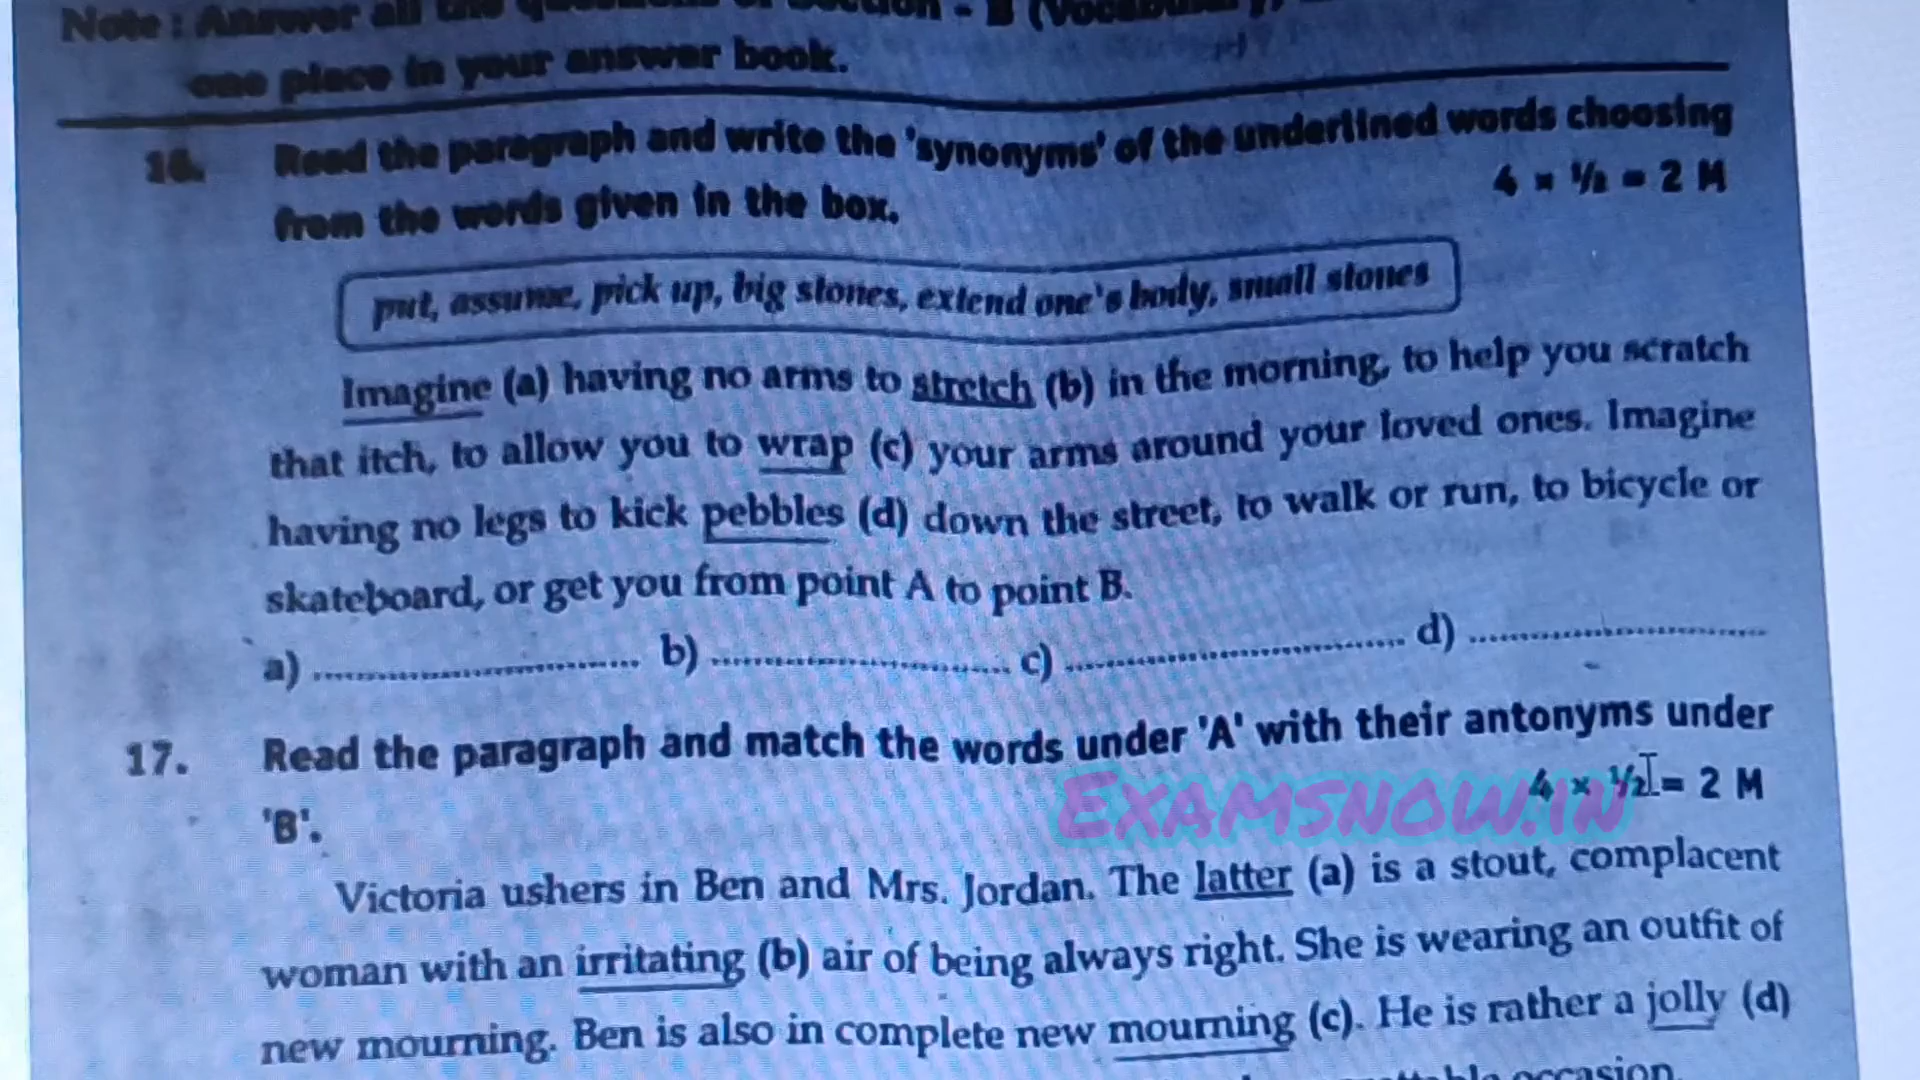 Note : Answer all the questions of Section - B (Vocabulary)
one place in your answer book.
16. Read the paragraph and write the 'synonyms' of the underlined words choosing
from the words given in the box. 4 × ½ = 2 M
put, assume, pick up, big stones, extend one's body, small stones
Imagine (a) having no arms to stretch (b) in the morning, to help you scratch
that itch, to allow you to wrap (c) your arms around your loved ones. Imagine
having no legs to kick pebbles (d) down the street, to walk or run, to bicycle or
skateboard, or get you from point A to point B.
a) .............................. b) .............................. c) .............................. d) ..............................
17. Read the paragraph and match the words under 'A' with their antonyms under
'B'. 4 × ½ = 2 M
EXAMSNOW.IN
Victoria ushers in Ben and Mrs. Jordan. The latter (a) is a stout, complacent
woman with an irritating (b) air of being always right. She is wearing an outfit of
new mourning. Ben is also in complete new mourning (c). He is rather a jolly (d)
occasion.